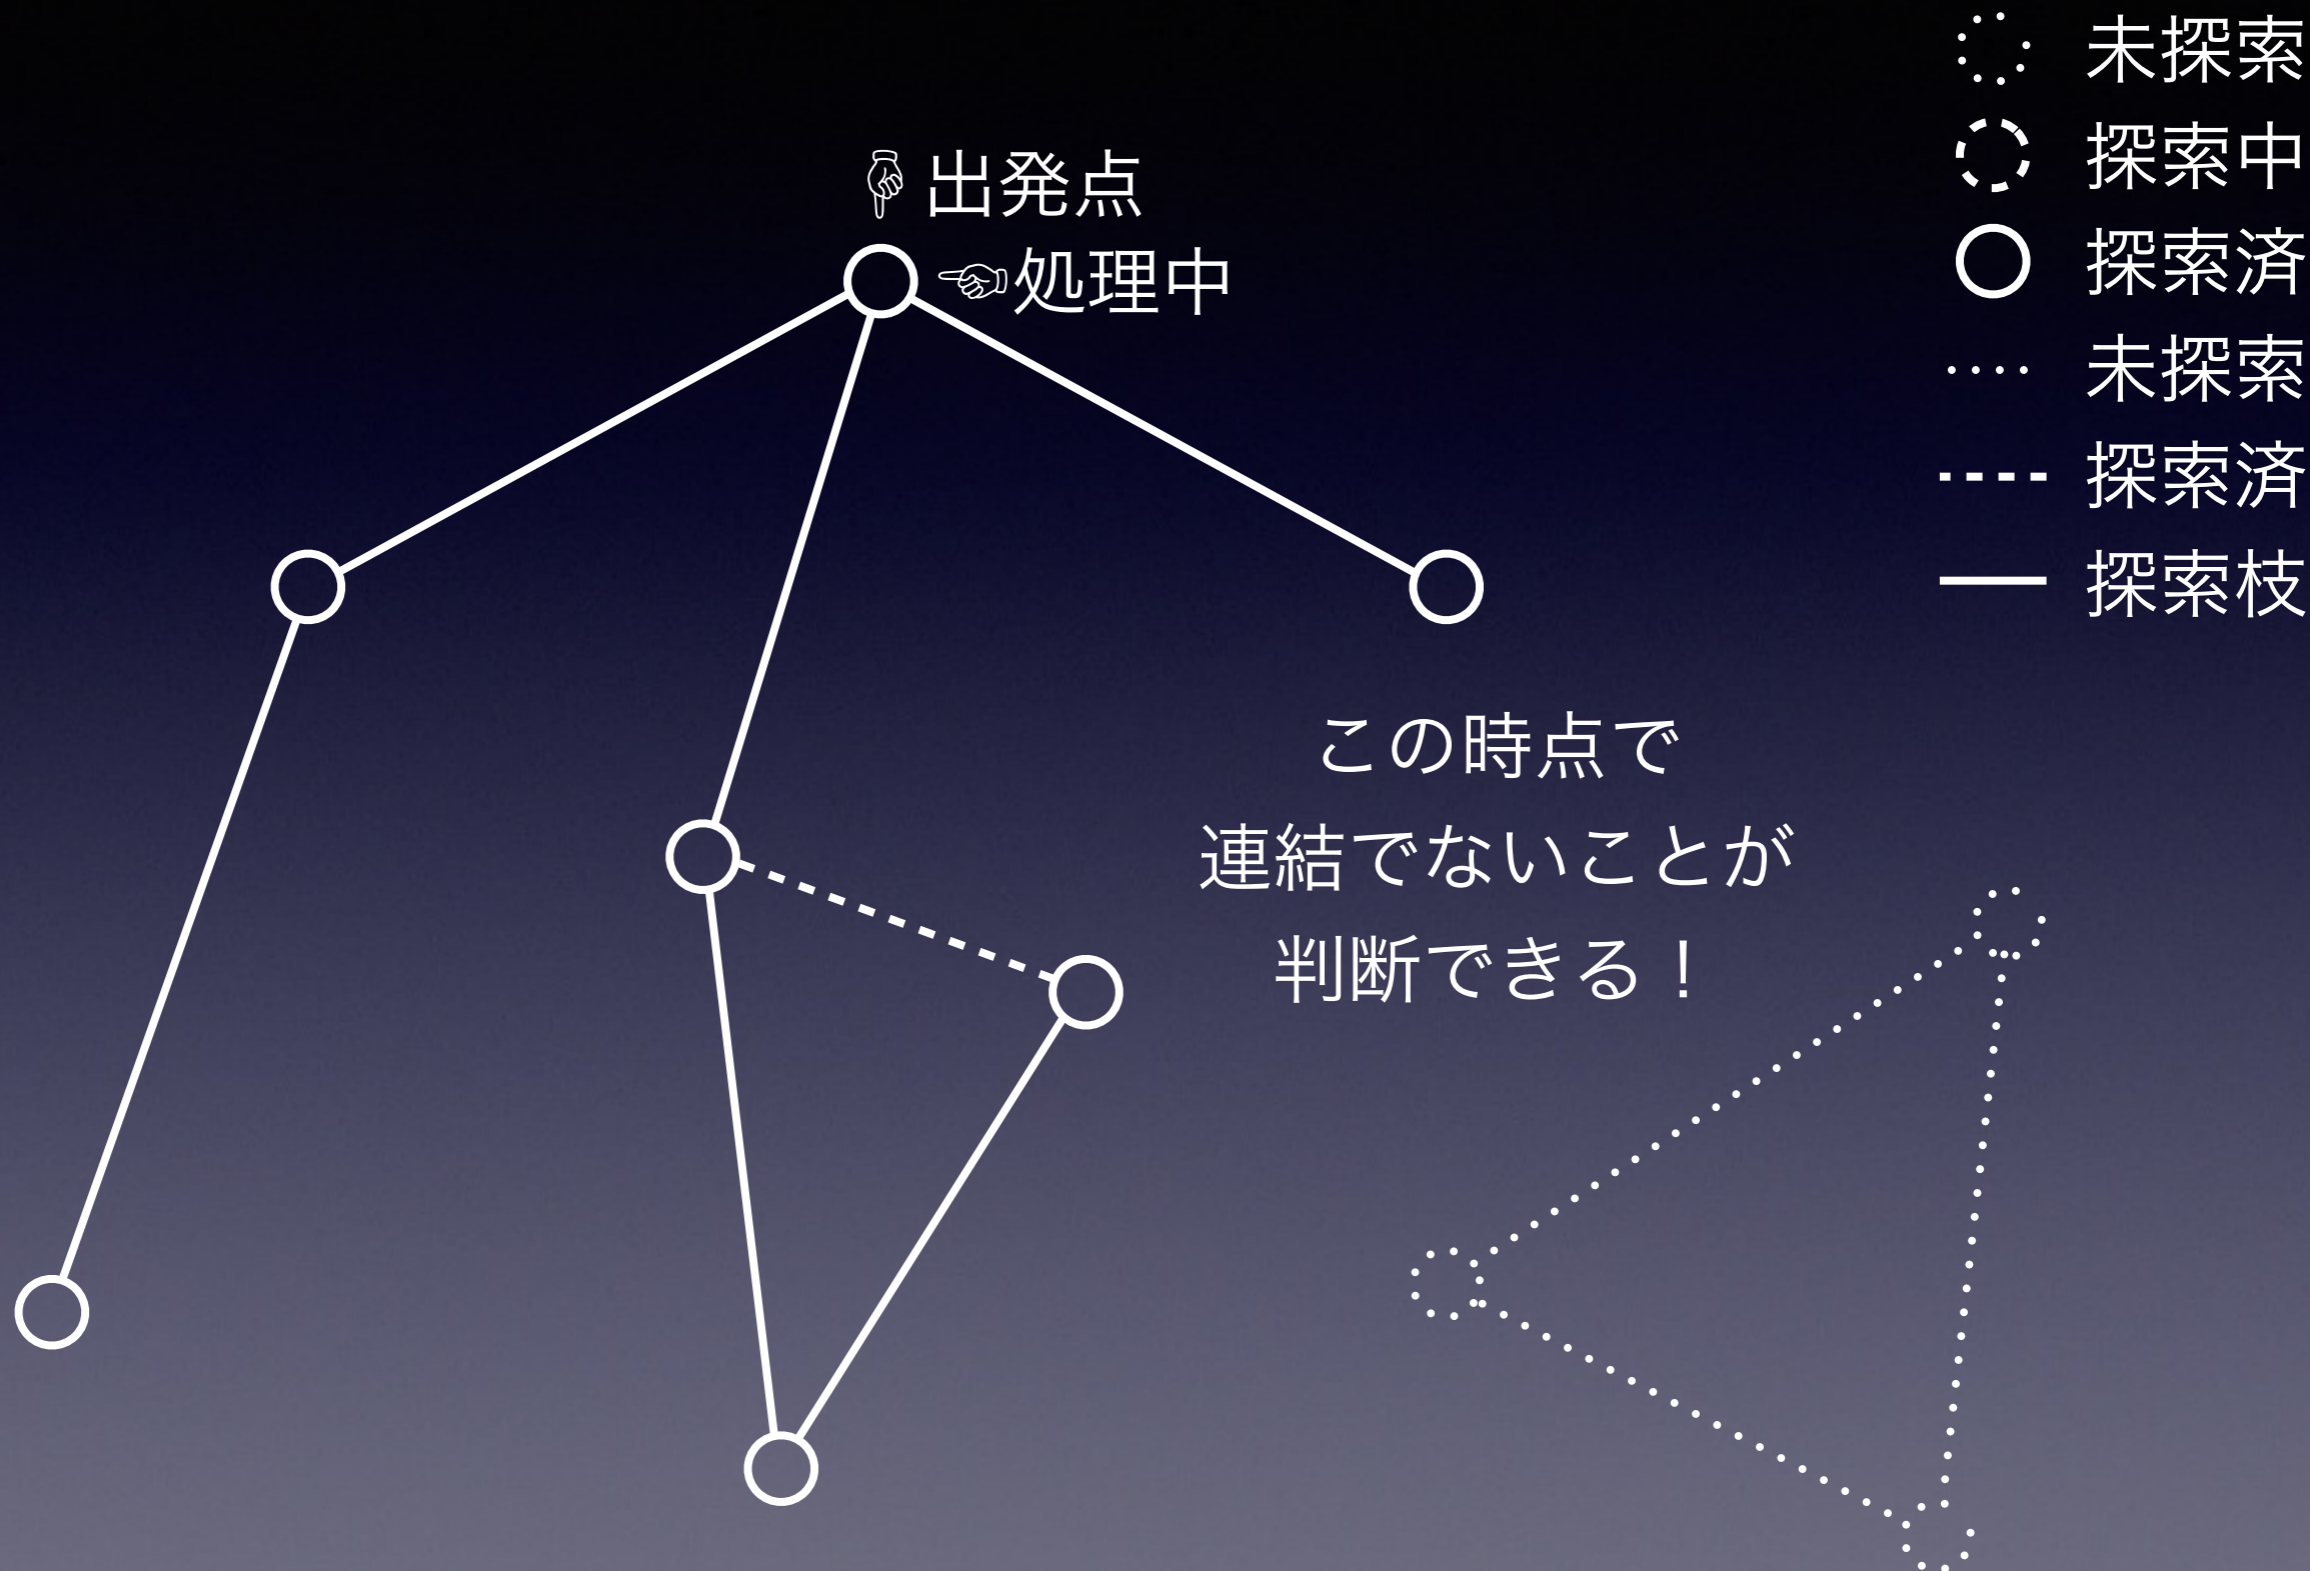 未探索
探索中
探索済
未探索
探索済
探索枝
☟出発点
☜処理中
この時点で
連結でないことが
判断できる！